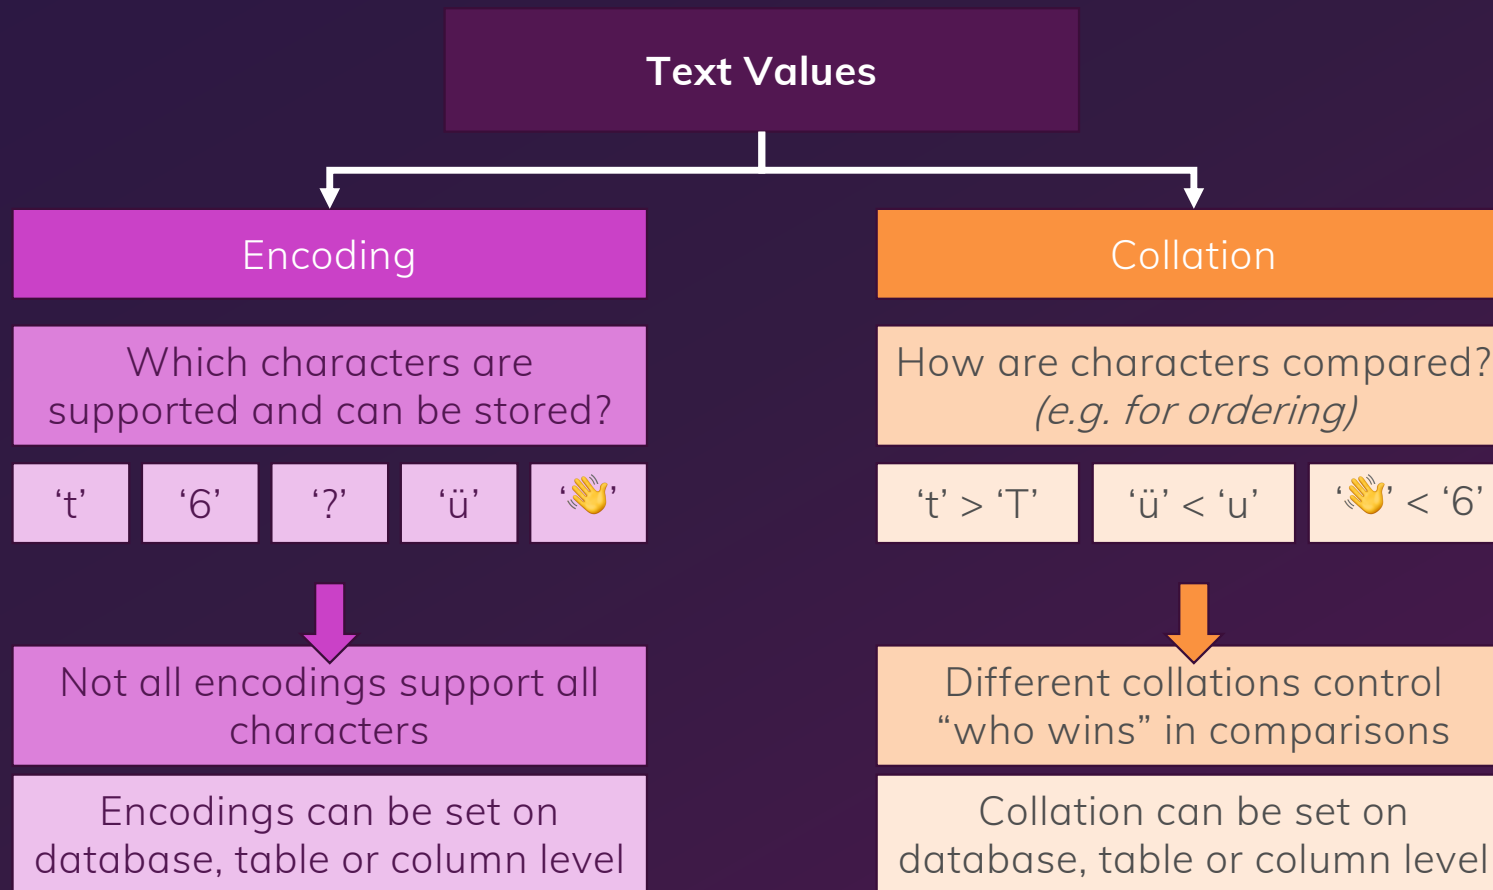 Text Values
Encoding
Which characters are
supported and can be stored?
‘t’
‘6’
‘?’
‘ü’
‘👋’
Not all encodings support all
characters
Encodings can be set on
database, table or column level
Collation
How are characters compared?
(e.g. for ordering)
‘t’ > ‘T’
‘ü’ < ‘u’
‘👋’ < ‘6’
Different collations control
“who wins” in comparisons
Collation can be set on
database, table or column level